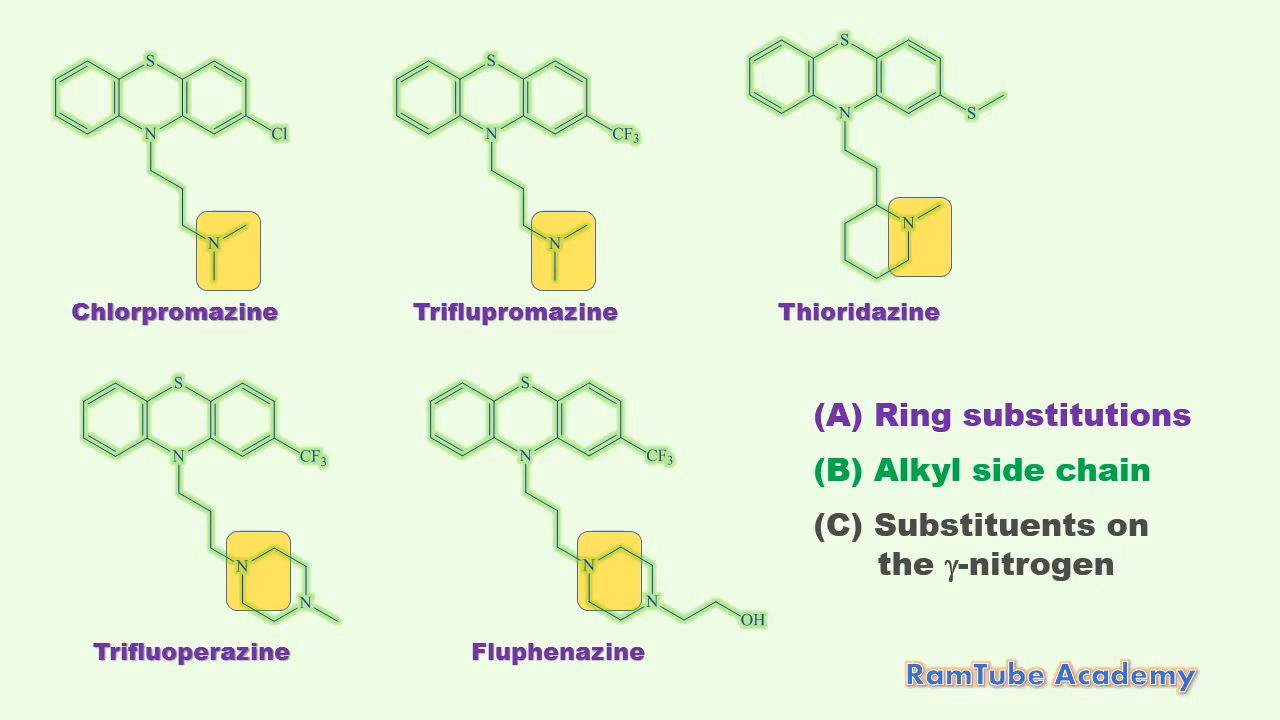 S
N
Cl
N
Chlorpromazine
S
N
CF3
N
Triflupromazine
S
N
S
N
Thioridazine
S
N
CF3
N
N
Trifluoperazine
S
N
CF3
N
N
OH
Fluphenazine
(A) Ring substitutions
(B) Alkyl side chain
(C) Substituents on
the γ-nitrogen
RamTube Academy